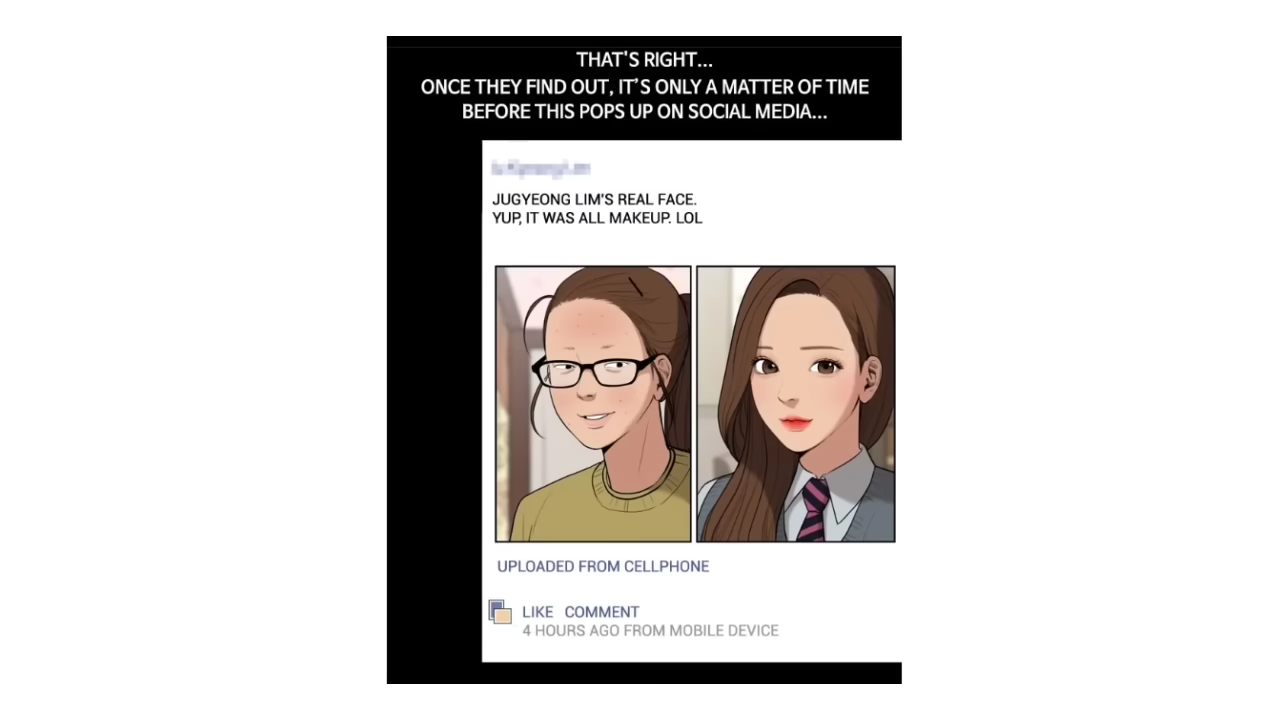 THAT'S RIGHT...
ONCE THEY FIND OUT, IT'S ONLY A MATTER OF TIME
BEFORE THIS POPS UP ON SOCIAL MEDIA...
JUGYEONG LIM'S REAL FACE.
YUP, IT WAS ALL MAKEUP. LOL
UPLOADED FROM CELLPHONE
LIKE COMMENT
4 HOURS AGO FROM MOBILE DEVICE